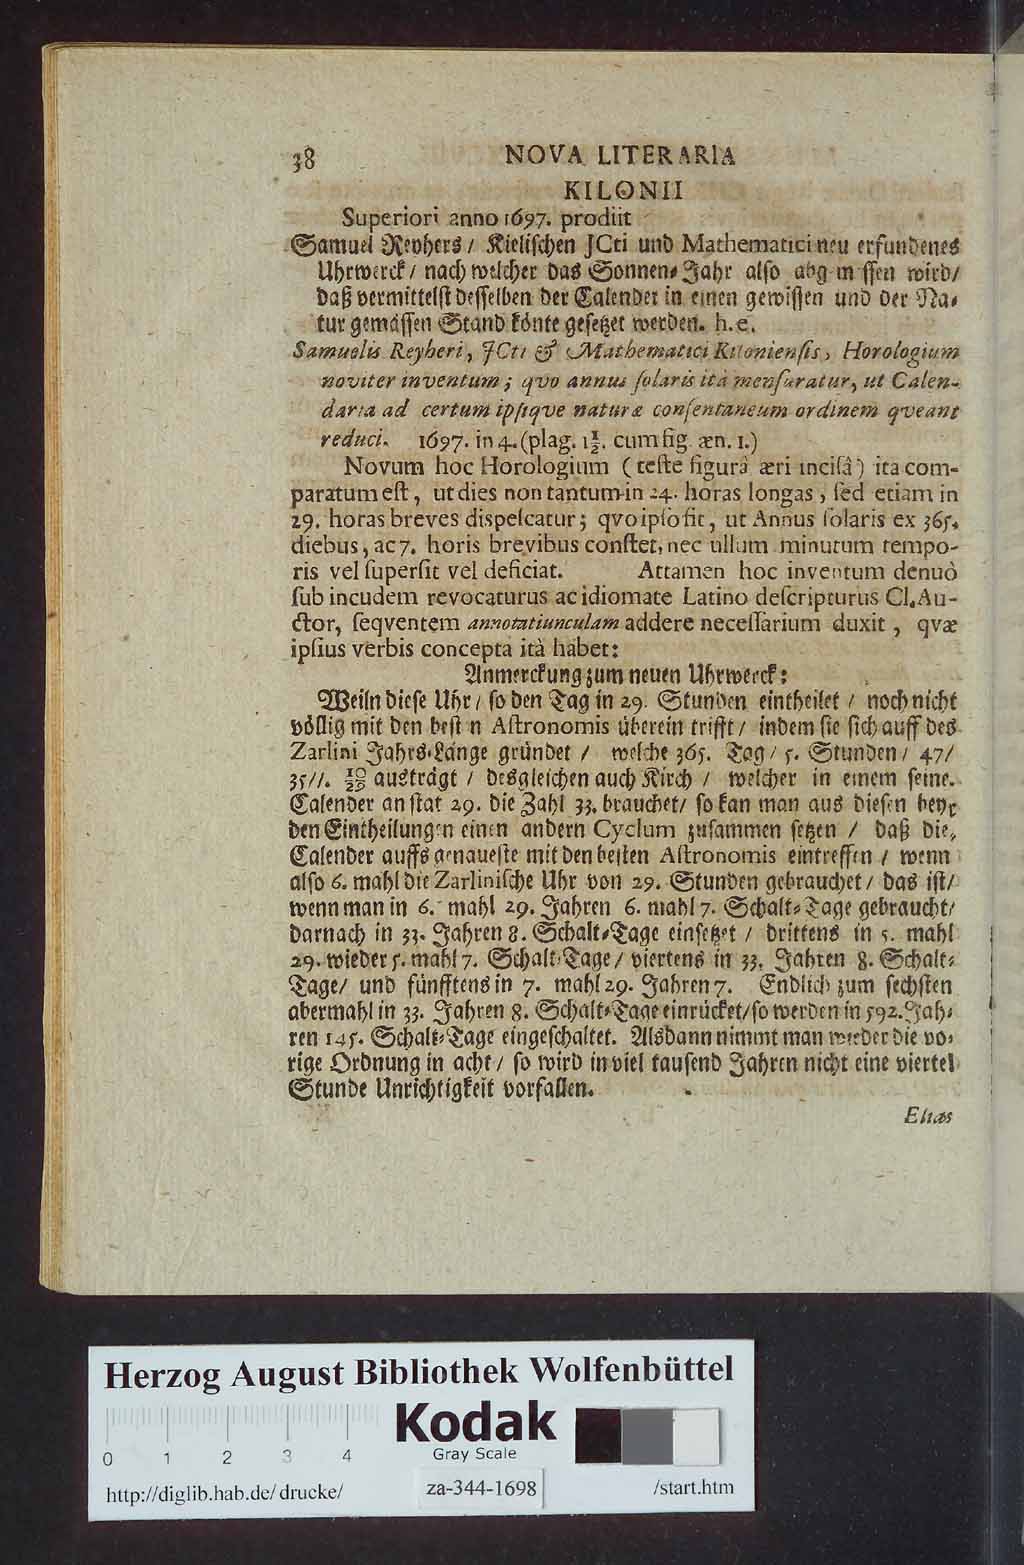 38 NOVA LITERARIA
KILONII
Superiori anno 1697. prodiit
Samuel Reyhers / Kielischen JCti und Mathematici neu erfundenes
Uhrwerck / nach welcher das Sonnen-Jahr also abg m ssen wird/
daß vermittelst desselben der Calender in einen gewissen und der Na-
tur gemässen Stand könte gesetzet werden. h. e.
Samuelis Reyheri, JCti & Mathematici Kiloniensis, Horologium
noviter inventum; qvo annus solaris ità mensuratur, ut Calen-
daria ad certum ipsiqve naturæ consentaneum ordinem qveant
reduci. 1697. in 4. (plag. 1½. cum fig. æn. 1.)
Novum hoc Horologium (teste figurâ æri incisâ) ita com-
paratum est, ut dies non tantum in 24. horas longas, sed etiam in
29. horas breves dispescatur; qvo ipso fit, ut Annus solaris ex 365.
diebus, ac 7. horis brevibus constet, nec ullum minutum tempo-
ris vel supersit vel deficiat. Attamen hoc inventum denuò
sub incudem revocaturus ac idiomate Latino descripturus Cl. Au-
ctor, seqventem annotatiunculam addere necessarium duxit, qvæ
ipsius verbis concepta ità habet:
Anmerckung zum neuen Uhrwerck:
Weiln diese Uhr / so den Tag in 29. Stunden eintheilet / noch nicht
völlig mit den best n Astronomis überein trifft / indem sie sich auff des
Zarlini Jahrs-Länge gründet / welche 365. Tag / 5. Stunden / 47/
35//. 10/29 austrägt / desgleichen auch Kirch / welcher in einem seine.
Calender an stat 29. die Zahl 33. brauchet/ so kan man aus diesen bey-
den Eintheilungen einen andern Cyclum zusammen setzen / daß die
Calender auffs genaueste mit den besten Astronomis eintreffen / wenn
also 6. mahl die Zarlinische Uhr von 29. Stunden gebrauchet / das ist/
wenn man in 6. mahl 29. Jahren 6. mahl 7. Schalt-Tage gebraucht/
darnach in 33. Jahren 8. Schalt-Tage einsetzet / drittens in 5. mahl
29. wieder 5. mahl 7. Schalt-Tage/ viertens in 33. Jahren 8. Schalt-
Tage/ und fünfftens in 7. mahl 29. Jahren 7. Endlich zum sechsten
abermahl in 33. Jahren 8. Schalt-Tage einrücket/ so werden in 592. Jah-
ren 145. Schalt-Tage eingeschaltet. Alsdann nimmt man wieder die vo-
rige Ordnung in acht / so wird in viel tausend Jahren nicht eine viertel
Stunde Unrichtigkeit vorfallen.
Elias
Herzog August Bibliothek Wolfenbüttel
Kodak
Gray Scale
0 1 2 3 4
http://diglib.hab.de/drucke/ za-344-1698 /start.htm